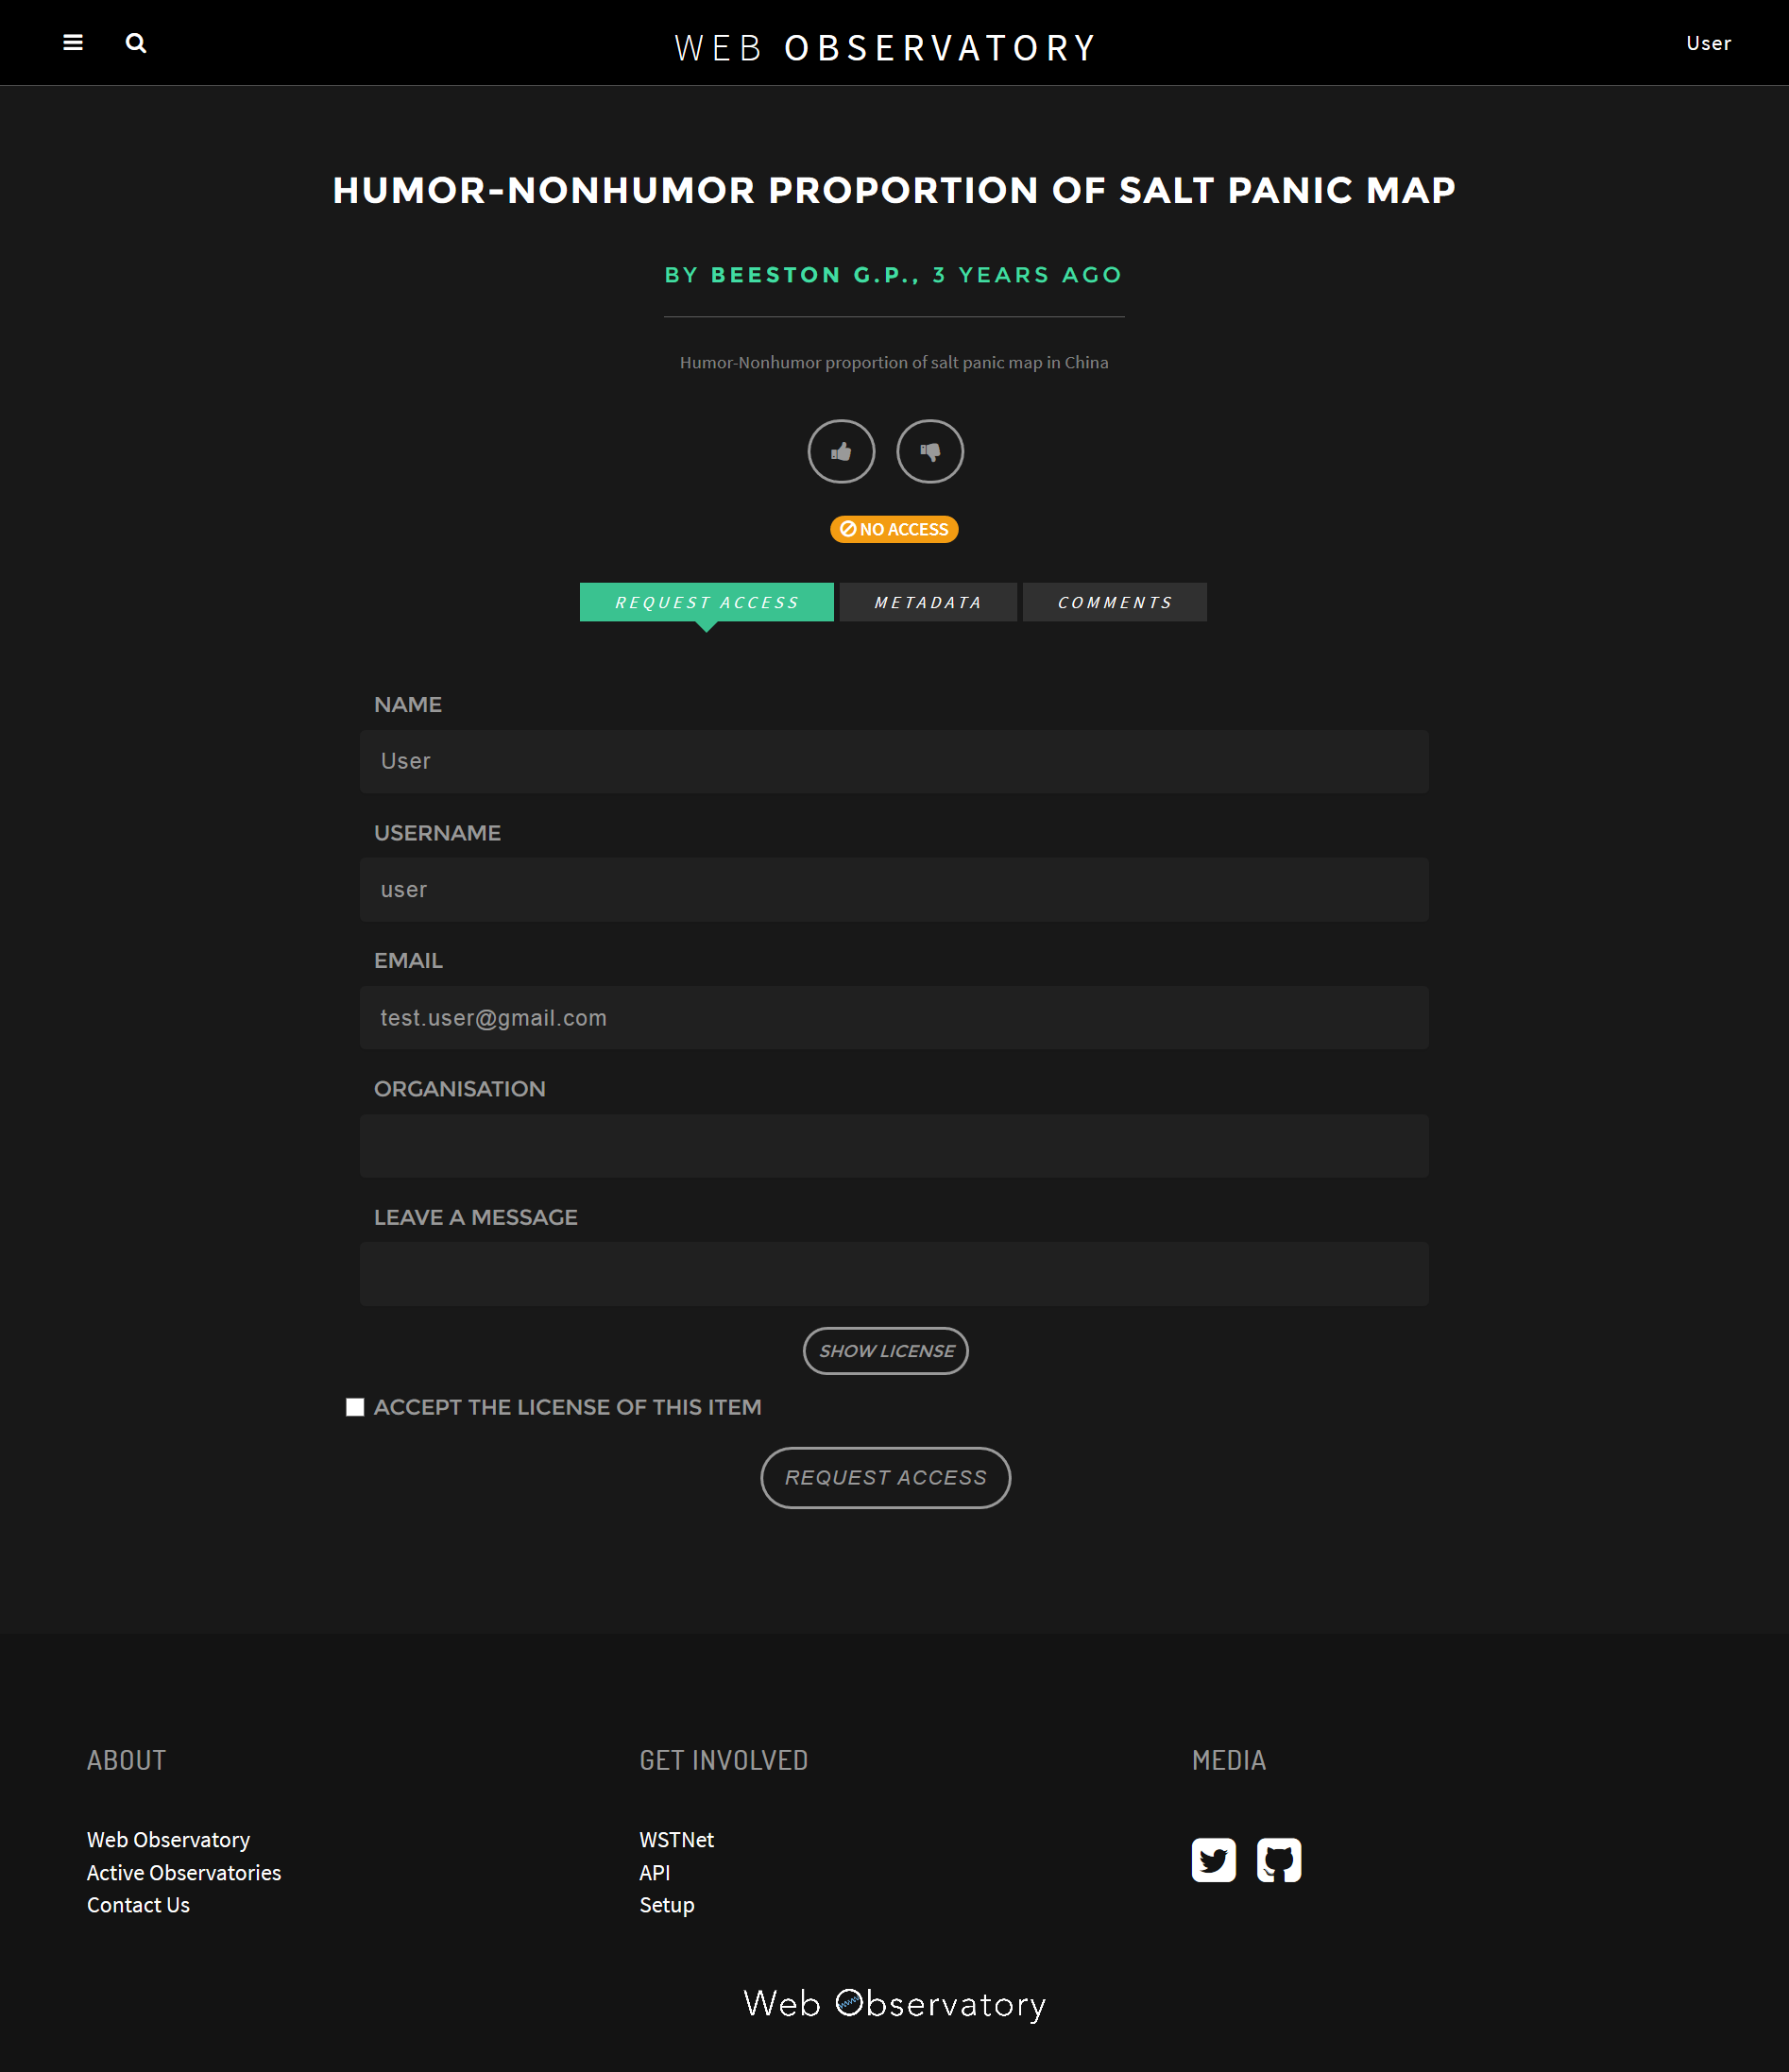 WEB OBSERVATORY
User
HUMOR-NONHUMOR PROPORTION OF SALT PANIC MAP
BY BEESTON G.P., 3 YEARS AGO
Humor-Nonhumor proportion of salt panic map in China
NO ACCESS
REQUEST ACCESS
METADATA
COMMENTS
NAME
User
USERNAME
user
EMAIL
test.user@gmail.com
ORGANISATION
LEAVE A MESSAGE
SHOW LICENSE
ACCEPT THE LICENSE OF THIS ITEM
REQUEST ACCESS
ABOUT
Web Observatory
Active Observatories
Contact Us
GET INVOLVED
WSTNet
API
Setup
MEDIA
Web Observatory